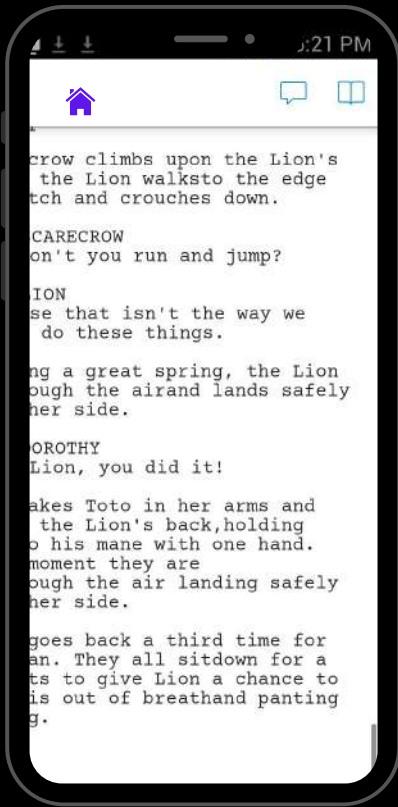 :21 PM
crow climbs upon the Lion's
the Lion walksto the edge
tch and crouches down.
CARECROW
on't you run and jump?
ION
se that isn't the way we
do these things.
ng a great spring, the Lion
ough the airand lands safely
her side.
OROTHY
Lion, you did it!
akes Toto in her arms and
the Lion's back,holding
o his mane with one hand.
moment they are
ough the air landing safely
her side.
goes back a third time for
an. They all sitdown for a
ts to give Lion a chance to
is out of breathand panting
g.